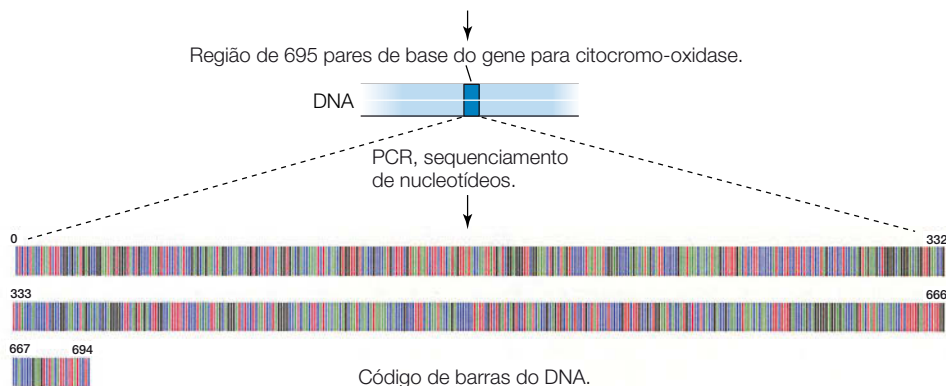 Região de 695 pares de base do gene para citocromo-oxidase.
DNA
PCR, sequenciamento
de nucleotídeos.
0 332
333 666
667 694
Código de barras do DNA.